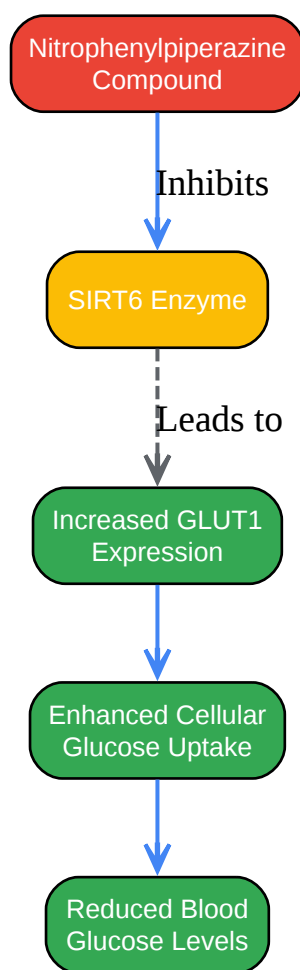 Nitrophenylpiperazine
Compound
Inhibits
SIRT6 Enzyme
Leads to
Increased GLUT1
Expression
Enhanced Cellular
Glucose Uptake
Reduced Blood
Glucose Levels